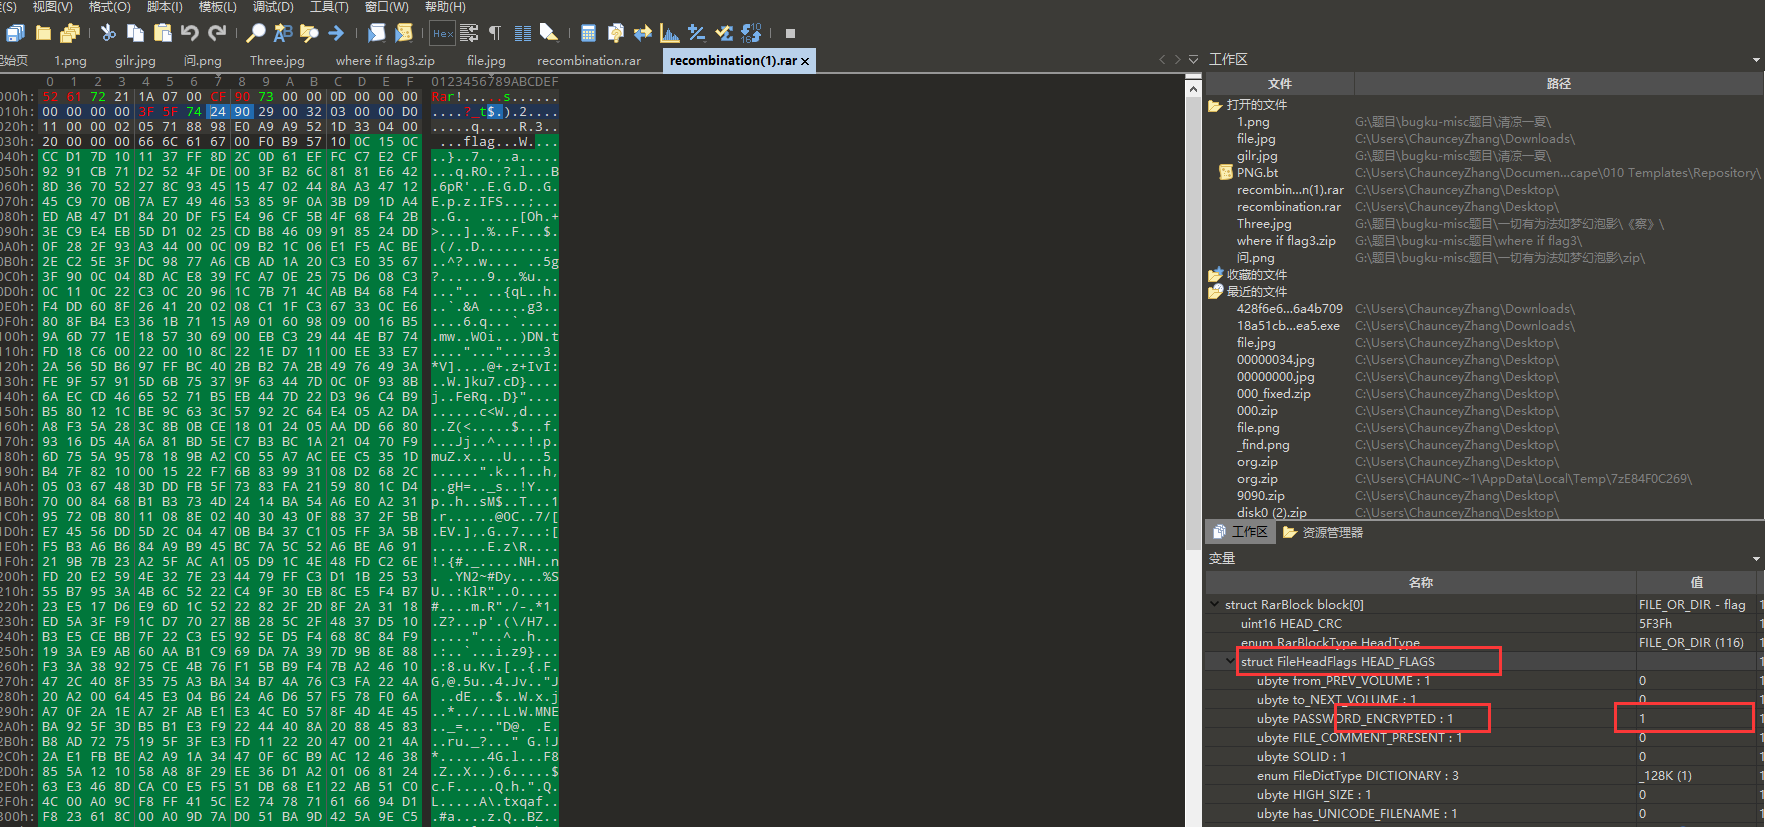 (S) 视图(V) 格式(O) 脚本(I) 模板(L) 调试(D) 工具(T) 窗口(W) 帮助(H)
Hex
始页 1.png gilr.jpg 问.png Three.jpg where if flag3.zip file.jpg recombination.rar recombination(1).rar
0 1 2 3 4 5 6 7 8 9 A B C D E F 0123456789ABCDEF
000h: 52 61 72 21 1A 07 00 CF 90 73 00 00 0D 00 00 00 Rar!.....s......
010h: 00 00 00 00 3F 5F 74 24 90 29 00 32 03 00 00 D0 ....?_t$.).2....
020h: 11 00 00 02 05 71 88 98 E0 A9 A9 52 1D 33 04 00 .....q.....R.3..
030h: 20 00 00 00 66 6C 61 67 00 F0 B9 57 10 0C 15 0C ...flag...W....
040h: CC D1 7D 10 11 37 FF 8D 2C 0D 61 EF FC C7 E2 CF ..}..7..,.a.....
050h: 92 91 CB 71 D2 52 4F DE 00 3F B2 6C 81 81 E6 42 ...q.RO..?.l...B
060h: 8D 36 70 52 27 8C 93 45 15 47 02 44 8A A3 47 12 .6pR'..E.G.D..G.
070h: 45 C9 70 0B 7A E7 49 46 53 85 9F 0A 3B D9 1D A4 E.p.z.IFS...;...
080h: ED AB 47 D1 84 20 DF F5 E4 96 CF 5B 4F 68 F4 2B ..G.. .....[Oh.+
090h: 3E C9 E4 EB 5D D1 02 25 CD B8 46 09 91 85 24 DD >...]..%..F...$.
0A0h: 0F 28 2F 93 A3 44 00 0C 09 B2 1C 06 E1 F5 AC BE .(/..D..........
0B0h: 2E C2 5E 3F DC 98 77 A6 CB AD 1A 20 C3 E0 35 67 ..^?..w.... ..5g
0C0h: 3F 90 0C 04 8D AC E8 39 FC A7 0E 25 75 D6 08 C3 ?......9...%u...
0D0h: 0C 11 0C 22 C3 0C 20 96 1C 7B 71 4C AB B4 68 F4 ...".. ..{qL..h.
0E0h: F4 DD 60 8F 26 41 20 02 08 C1 1F C3 67 33 0C E6 ..`.&A .....g3..
0F0h: 80 8F B4 E3 36 1B 71 15 A9 01 60 98 09 00 16 B5 ....6.q...`.....
100h: 9A 6D 77 1E 18 57 30 69 00 EB C3 29 44 4E B7 74 .mw..W0i...)DN.t
110h: FD 18 C6 00 22 00 10 8C 22 1E D7 11 00 EE 33 E7 ...."...".....3.
120h: 2A 56 5D B6 97 FF BC 40 2B B2 7A 2B 49 76 49 3A *V]....@+.z+IvI:
130h: FE 9F 57 91 5D 6B 75 37 9F 63 44 7D 0C 0F 93 8B ..W.]ku7.cD}....
140h: 6A EC CD 46 65 52 71 B5 EB 44 7D 22 D3 96 C4 B9 j..FeRq..D}"....
150h: B5 80 12 1C BE 9C 63 3C 57 92 2C 64 E4 05 A2 DA ......c<W.,d....
160h: A8 F3 5A 28 3C 8B 0B CE 18 01 24 05 AA DD 66 80 ..Z(<.....$...f.
170h: 93 16 D5 4A 6A 81 BD 5E C7 B3 BC 1A 21 04 70 F9 ...Jj..^....!.p.
180h: 6D 75 5A 95 78 18 9B A2 C0 55 A7 AC EE C5 35 1D muZ.x....U....5.
190h: B4 7F 82 10 00 15 22 F7 6B 83 99 31 08 D2 68 2C ......".k..1..h,
1A0h: 05 03 67 48 3D DD FB 5F 73 83 FA 21 59 80 1C D4 ..gH=.._s..!Y...
1B0h: 70 00 84 68 B1 B3 73 4D 24 14 BA 54 A6 E0 A2 31 p..h..sM$..T...1
1C0h: 95 72 0B 80 11 08 8E 02 40 30 43 0F 88 37 2F 5B .r......@0C..7/[
1D0h: E7 45 56 DD 5D 2C 04 47 0B B4 37 C1 05 FF 3A 5B .EV.],.G..7...:[
1E0h: F5 B3 A6 B6 84 A9 B9 45 BC 7A 5C 52 A6 BE A6 91 .......E.z\R....
1F0h: 21 9B 7B 23 A2 5F AC A1 05 D9 1C 4E 48 FD C2 6E !.{#._.....NH..n
200h: FD 20 E2 59 4E 32 7E 23 44 79 FF C3 D1 1B 25 53 . .YN2~#Dy....%S
210h: 55 B7 95 3A 4B 6C 52 22 C4 9F 30 EB 8C E5 F4 B7 U..:KlR"..0.....
220h: 23 E5 17 D6 E9 6D 1C 52 22 82 2F 2D 8F 2A 31 18 #....m.R"./-.*1.
230h: ED 5A 3F F9 1C D7 70 27 8B 28 5C 2F 48 37 D5 10 .Z?...p'.(\/H7..
240h: B3 E5 CE BB 7F 22 C3 E5 92 5E D5 F4 68 8C 84 F9 ....."...^..h...
250h: 19 3A E9 AB 60 AA B1 C9 69 DA 7A 39 7D 9B 8E 88 .:..`...i.z9}...
260h: F3 3A 38 92 75 CE 4B 76 F1 5B B9 F4 7B A2 46 10 .:8.u.Kv.[..{.F.
270h: 47 2C 40 8F 35 75 A3 BA 34 B7 4A 76 C3 FA 22 4A G,@.5u..4.Jv.."J
280h: 20 A2 00 64 45 E3 04 B6 24 A6 D6 57 F5 78 F0 6A ..dE...$..W.x.j
290h: A7 0F 2A 1E A7 2F AB E1 E3 4C CE 57 8F 4D 4E 45 ..*../...L.W.MNE
2A0h: BA 92 5F 3D B5 B1 E3 F9 22 44 40 8A 20 88 45 83 .._=...."D@. .E.
2B0h: B8 AD 72 75 19 5F 3F E3 FD 11 22 20 47 00 21 4A ..ru._?..." G.!J
2C0h: 2A E1 FB BE A2 A9 1A 34 47 0F 6C B9 AC 12 46 38 *......4G.l...F8
2D0h: 85 5A 12 10 58 A8 8F 29 EE 36 D1 A2 01 06 81 24 .Z..X..).6.....$
2E0h: 63 E3 46 8D CA C0 E5 F5 51 DB 68 E1 22 AB 51 C0 c.F.....Q.h.".Q.
2F0h: 4C 00 A0 9C F8 FF 41 5C E2 74 78 71 61 66 94 D1 L.....A\.txqaf..
300h: F8 23 61 8C 00 A0 9D 7A D0 51 BA 9D 42 5A 9E C5 .#a....z.Q..BZ..
工作区
文件 路径
打开的文件
1.png G:\题目\bugku-misc题目\清凉一夏\
file.jpg C:\Users\ChaunceyZhang\Downloads\
gilr.jpg G:\题目\bugku-misc题目\清凉一夏\
PNG.bt C:\Users\ChaunceyZhang\Documen...cape\010 Templates\Repository\
recombin...n(1).rar C:\Users\ChaunceyZhang\Downloads\
recombination.rar C:\Users\ChaunceyZhang\Downloads\
Three.jpg G:\题目\bugku-misc题目\一切有为法如梦幻泡影\《察》\
where if flag3.zip G:\题目\bugku-misc题目\where if flag3\
问.png G:\题目\bugku-misc题目\一切有为法如梦幻泡影\zip\
收藏的文件
最近的文件
428f6e6...6a4b709 C:\Users\ChaunceyZhang\Downloads\
18a51cb...ea5.exe C:\Users\ChaunceyZhang\Downloads\
file.jpg C:\Users\ChaunceyZhang\Desktop\
00000034.jpg C:\Users\ChaunceyZhang\Desktop\
00000000.jpg C:\Users\ChaunceyZhang\Desktop\
000_fixed.zip C:\Users\ChaunceyZhang\Desktop\
000.zip C:\Users\ChaunceyZhang\Desktop\
file.png C:\Users\ChaunceyZhang\Desktop\
_find.png C:\Users\ChaunceyZhang\Desktop\
org.zip C:\Users\ChaunceyZhang\Desktop\
org.zip C:\Users\CHAUNC~1\AppData\Local\Temp\7zE84F0C269\
9090.zip C:\Users\ChaunceyZhang\Desktop\
disk0 (2).zip C:\Users\ChaunceyZhang\Desktop\
工作区 资源管理器
变量
名称 值
struct RarBlock block[0] FILE_OR_DIR - flag
uint16 HEAD_CRC 5F3Fh
enum RarBlockType HeadType FILE_OR_DIR (116)
struct FileHeadFlags HEAD_FLAGS
ubyte from_PREV_VOLUME : 1 0
ubyte to_NEXT_VOLUME : 1 0
ubyte PASSWORD_ENCRYPTED : 1 1
ubyte FILE_COMMENT_PRESENT : 1 0
ubyte SOLID : 1 0
enum FileDictType DICTIONARY : 3 _128K (1)
ubyte HIGH_SIZE : 1 0
ubyte has_UNICODE_FILENAME : 1 0